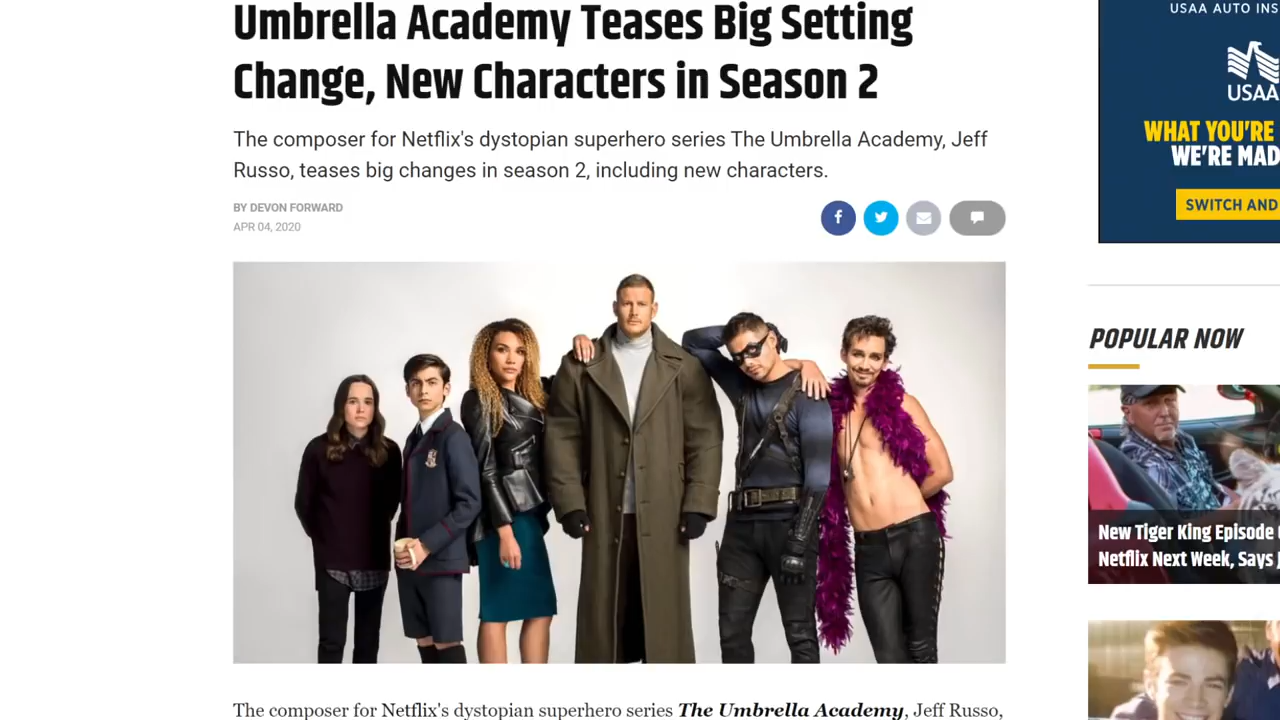 Umbrella Academy Teases Big Setting
Change, New Characters in Season 2
The composer for Netflix's dystopian superhero series The Umbrella Academy, Jeff
Russo, teases big changes in season 2, including new characters.
BY DEVON FORWARD
APR 04, 2020
USAA AUTO INS
USAA
WHAT YOU'RE
WE'RE MAD
SWITCH AND
POPULAR NOW
New Tiger King Episode
Netflix Next Week, Says
The composer for Netflix's dystopian superhero series The Umbrella Academy, Jeff Russo,